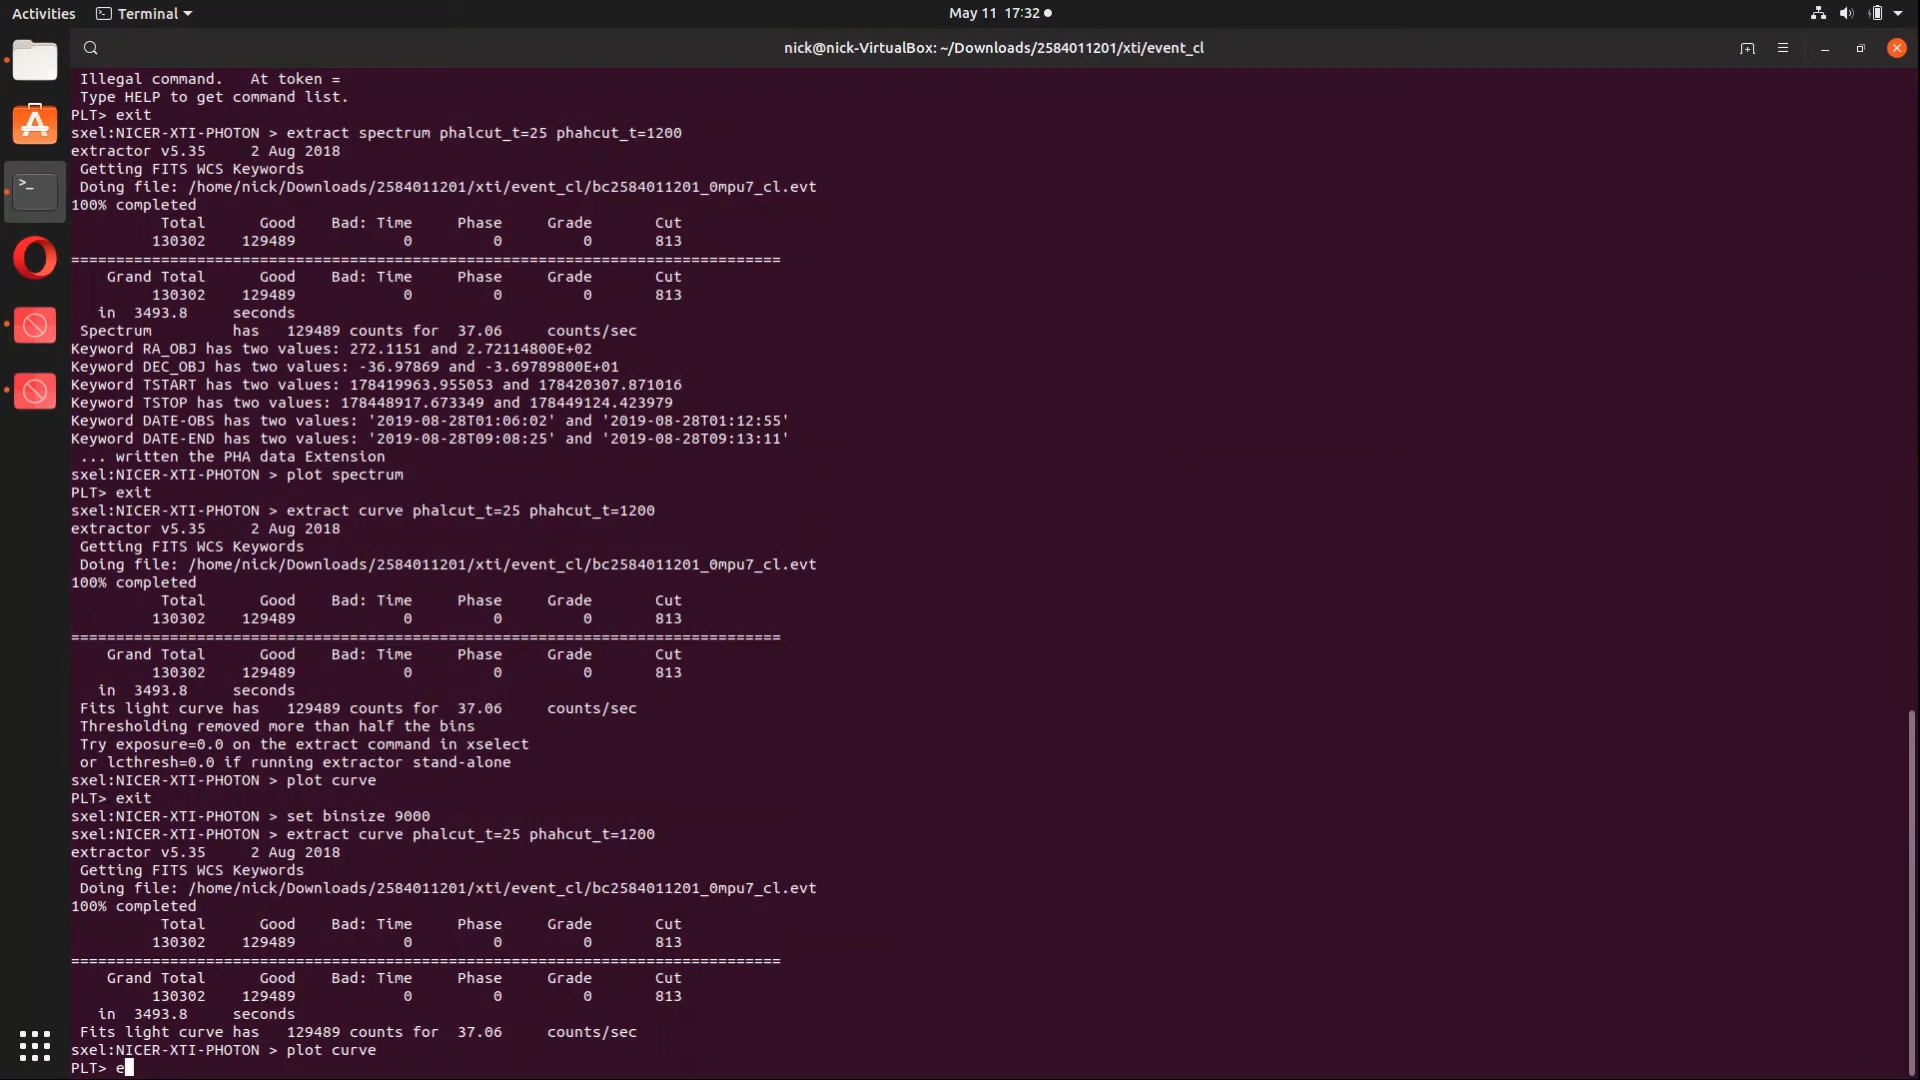 Activities
Terminal
May 11 17:32
nick@nick-VirtualBox: ~/Downloads/2584011201/xti/event_cl
Illegal command.   At token =
Type HELP to get command list.
PLT> exit
sxel:NICER-XTI-PHOTON > extract spectrum phalcut_t=25 phahcut_t=1200
extractor v5.35     2 Aug 2018
Getting FITS WCS Keywords
Doing file: /home/nick/Downloads/2584011201/xti/event_cl/bc2584011201_0mpu7_cl.evt
100% completed
Total      Good    Bad: Time     Phase     Grade       Cut
130302    129489            0         0         0       813
===============================================================================
Grand Total      Good    Bad: Time     Phase     Grade       Cut
130302    129489            0         0         0       813
in  3493.8     seconds
Spectrum         has   129489 counts for  37.06     counts/sec
Keyword RA_OBJ has two values: 272.1151 and 2.72114800E+02
Keyword DEC_OBJ has two values: -36.97869 and -3.69789800E+01
Keyword TSTART has two values: 178419963.955053 and 178420307.871016
Keyword TSTOP has two values: 178448917.673349 and 178449124.423979
Keyword DATE-OBS has two values: '2019-08-28T01:06:02' and '2019-08-28T01:12:55'
Keyword DATE-END has two values: '2019-08-28T09:08:25' and '2019-08-28T09:13:11'
... written the PHA data Extension
sxel:NICER-XTI-PHOTON > plot spectrum
PLT> exit
sxel:NICER-XTI-PHOTON > extract curve phalcut_t=25 phahcut_t=1200
extractor v5.35     2 Aug 2018
Getting FITS WCS Keywords
Doing file: /home/nick/Downloads/2584011201/xti/event_cl/bc2584011201_0mpu7_cl.evt
100% completed
Total      Good    Bad: Time     Phase     Grade       Cut
130302    129489            0         0         0       813
===============================================================================
Grand Total      Good    Bad: Time     Phase     Grade       Cut
130302    129489            0         0         0       813
in  3493.8     seconds
Fits light curve has   129489 counts for  37.06     counts/sec
Thresholding removed more than half the bins
Try exposure=0.0 on the extract command in xselect
or lcthresh=0.0 if running extractor stand-alone
sxel:NICER-XTI-PHOTON > plot curve
PLT> exit
sxel:NICER-XTI-PHOTON > set binsize 9000
sxel:NICER-XTI-PHOTON > extract curve phalcut_t=25 phahcut_t=1200
extractor v5.35     2 Aug 2018
Getting FITS WCS Keywords
Doing file: /home/nick/Downloads/2584011201/xti/event_cl/bc2584011201_0mpu7_cl.evt
100% completed
Total      Good    Bad: Time     Phase     Grade       Cut
130302    129489            0         0         0       813
===============================================================================
Grand Total      Good    Bad: Time     Phase     Grade       Cut
130302    129489            0         0         0       813
in  3493.8     seconds
Fits light curve has   129489 counts for  37.06     counts/sec
sxel:NICER-XTI-PHOTON > plot curve
PLT> e